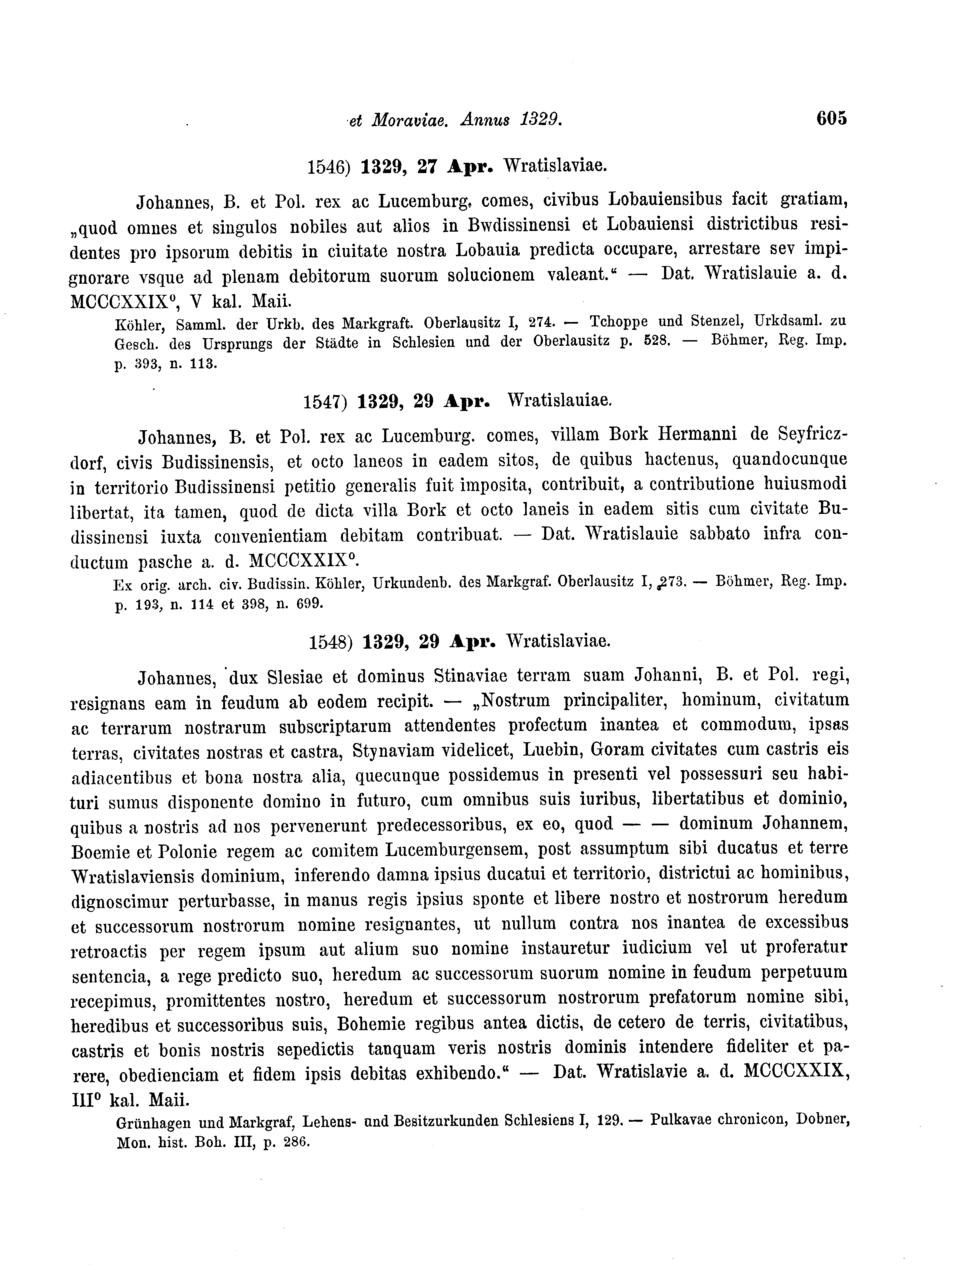 et Moraviae. Annus 1329. 605
1546) 1329, 27 Apr. Wratislaviae.
Johannes, B. et Pol. rex ac Lucemburg. comes, civibus Lobauiensibus facit gratiam,
„quod omnes et singulos nobiles aut alios in Bwdissinensi et Lobauiensi districtibus resi-
dentes pro ipsorum debitis in ciuitate nostra Lobauia predicta occupare, arrestare sev impi-
gnorare vsque ad plenam debitorum suorum solucionem valeant.“ — Dat. Wratislauie a. d.
MCCCXXIX⁰, V kal. Maii.
Köhler, Samml. der Urkb. des Markgraft. Oberlausitz I, 274. — Tchoppe und Stenzel, Urkdsaml. zu
Gesch. des Ursprungs der Städte in Schlesien und der Oberlausitz p. 528. — Böhmer, Reg. Imp.
p. 393, n. 113.
1547) 1329, 29 Apr. Wratislauiae.
Johannes, B. et Pol. rex ac Lucemburg. comes, villam Bork Hermanni de Seyfricz-
dorf, civis Budissinensis, et octo laneos in eadem sitos, de quibus hactenus, quandocunque
in territorio Budissinensi petitio generalis fuit imposita, contribuit, a contributione huiusmodi
libertat, ita tamen, quod de dicta villa Bork et octo laneis in eadem sitis cum civitate Bu-
dissinensi iuxta convenientiam debitam contribuat. — Dat. Wratislauie sabbato infra con-
ductum pasche a. d. MCCCXXIX⁰.
Ex orig. arch. civ. Budissin. Köhler, Urkundenb. des Markgraf. Oberlausitz I, 273. — Böhmer, Reg. Imp.
p. 193, n. 114 et 398, n. 699.
1548) 1329, 29 Apr. Wratislaviae.
Johannes, dux Slesiae et dominus Stinaviae terram suam Johanni, B. et Pol. regi,
resignans eam in feudum ab eodem recipit. — „Nostrum principaliter, hominum, civitatum
ac terrarum nostrarum subscriptarum attendentes profectum inantea et commodum, ipsas
terras, civitates nostras et castra, Stynaviam videlicet, Luebin, Goram civitates cum castris eis
adiacentibus et bona nostra alia, quecunque possidemus in presenti vel possessuri seu habi-
turi sumus disponente domino in futuro, cum omnibus suis iuribus, libertatibus et dominio,
quibus a nostris ad nos pervenerunt predecessoribus, ex eo, quod — — dominum Johannem,
Boemie et Polonie regem ac comitem Lucemburgensem, post assumptum sibi ducatus et terre
Wratislaviensis dominium, inferendo damna ipsius ducatui et territorio, districtui ac hominibus,
dignoscimur perturbasse, in manus regis ipsius sponte et libere nostro et nostrorum heredum
et successorum nostrorum nomine resignantes, ut nullum contra nos inantea de excessibus
retroactis per regem ipsum aut alium suo nomine instauretur iudicium vel ut proferatur
sentencia, a rege predicto suo, heredum ac successorum suorum nomine in feudum perpetuum
recepimus, promittentes nostro, heredum et successorum nostrorum prefatorum nomine sibi,
heredibus et successoribus suis, Bohemie regibus antea dictis, de cetero de terris, civitatibus,
castris et bonis nostris sepedictis tanquam veris nostris dominis intendere fideliter et pa-
rere, obedienciam et fidem ipsis debitas exhibendo.“ — Dat. Wratislavie a. d. MCCCXXIX,
III⁰ kal. Maii.
Grünhagen und Markgraf, Lehens- und Besitzurkunden Schlesiens I, 129. — Pulkavae chronicon, Dobner,
Mon. hist. Boh. III, p. 286.